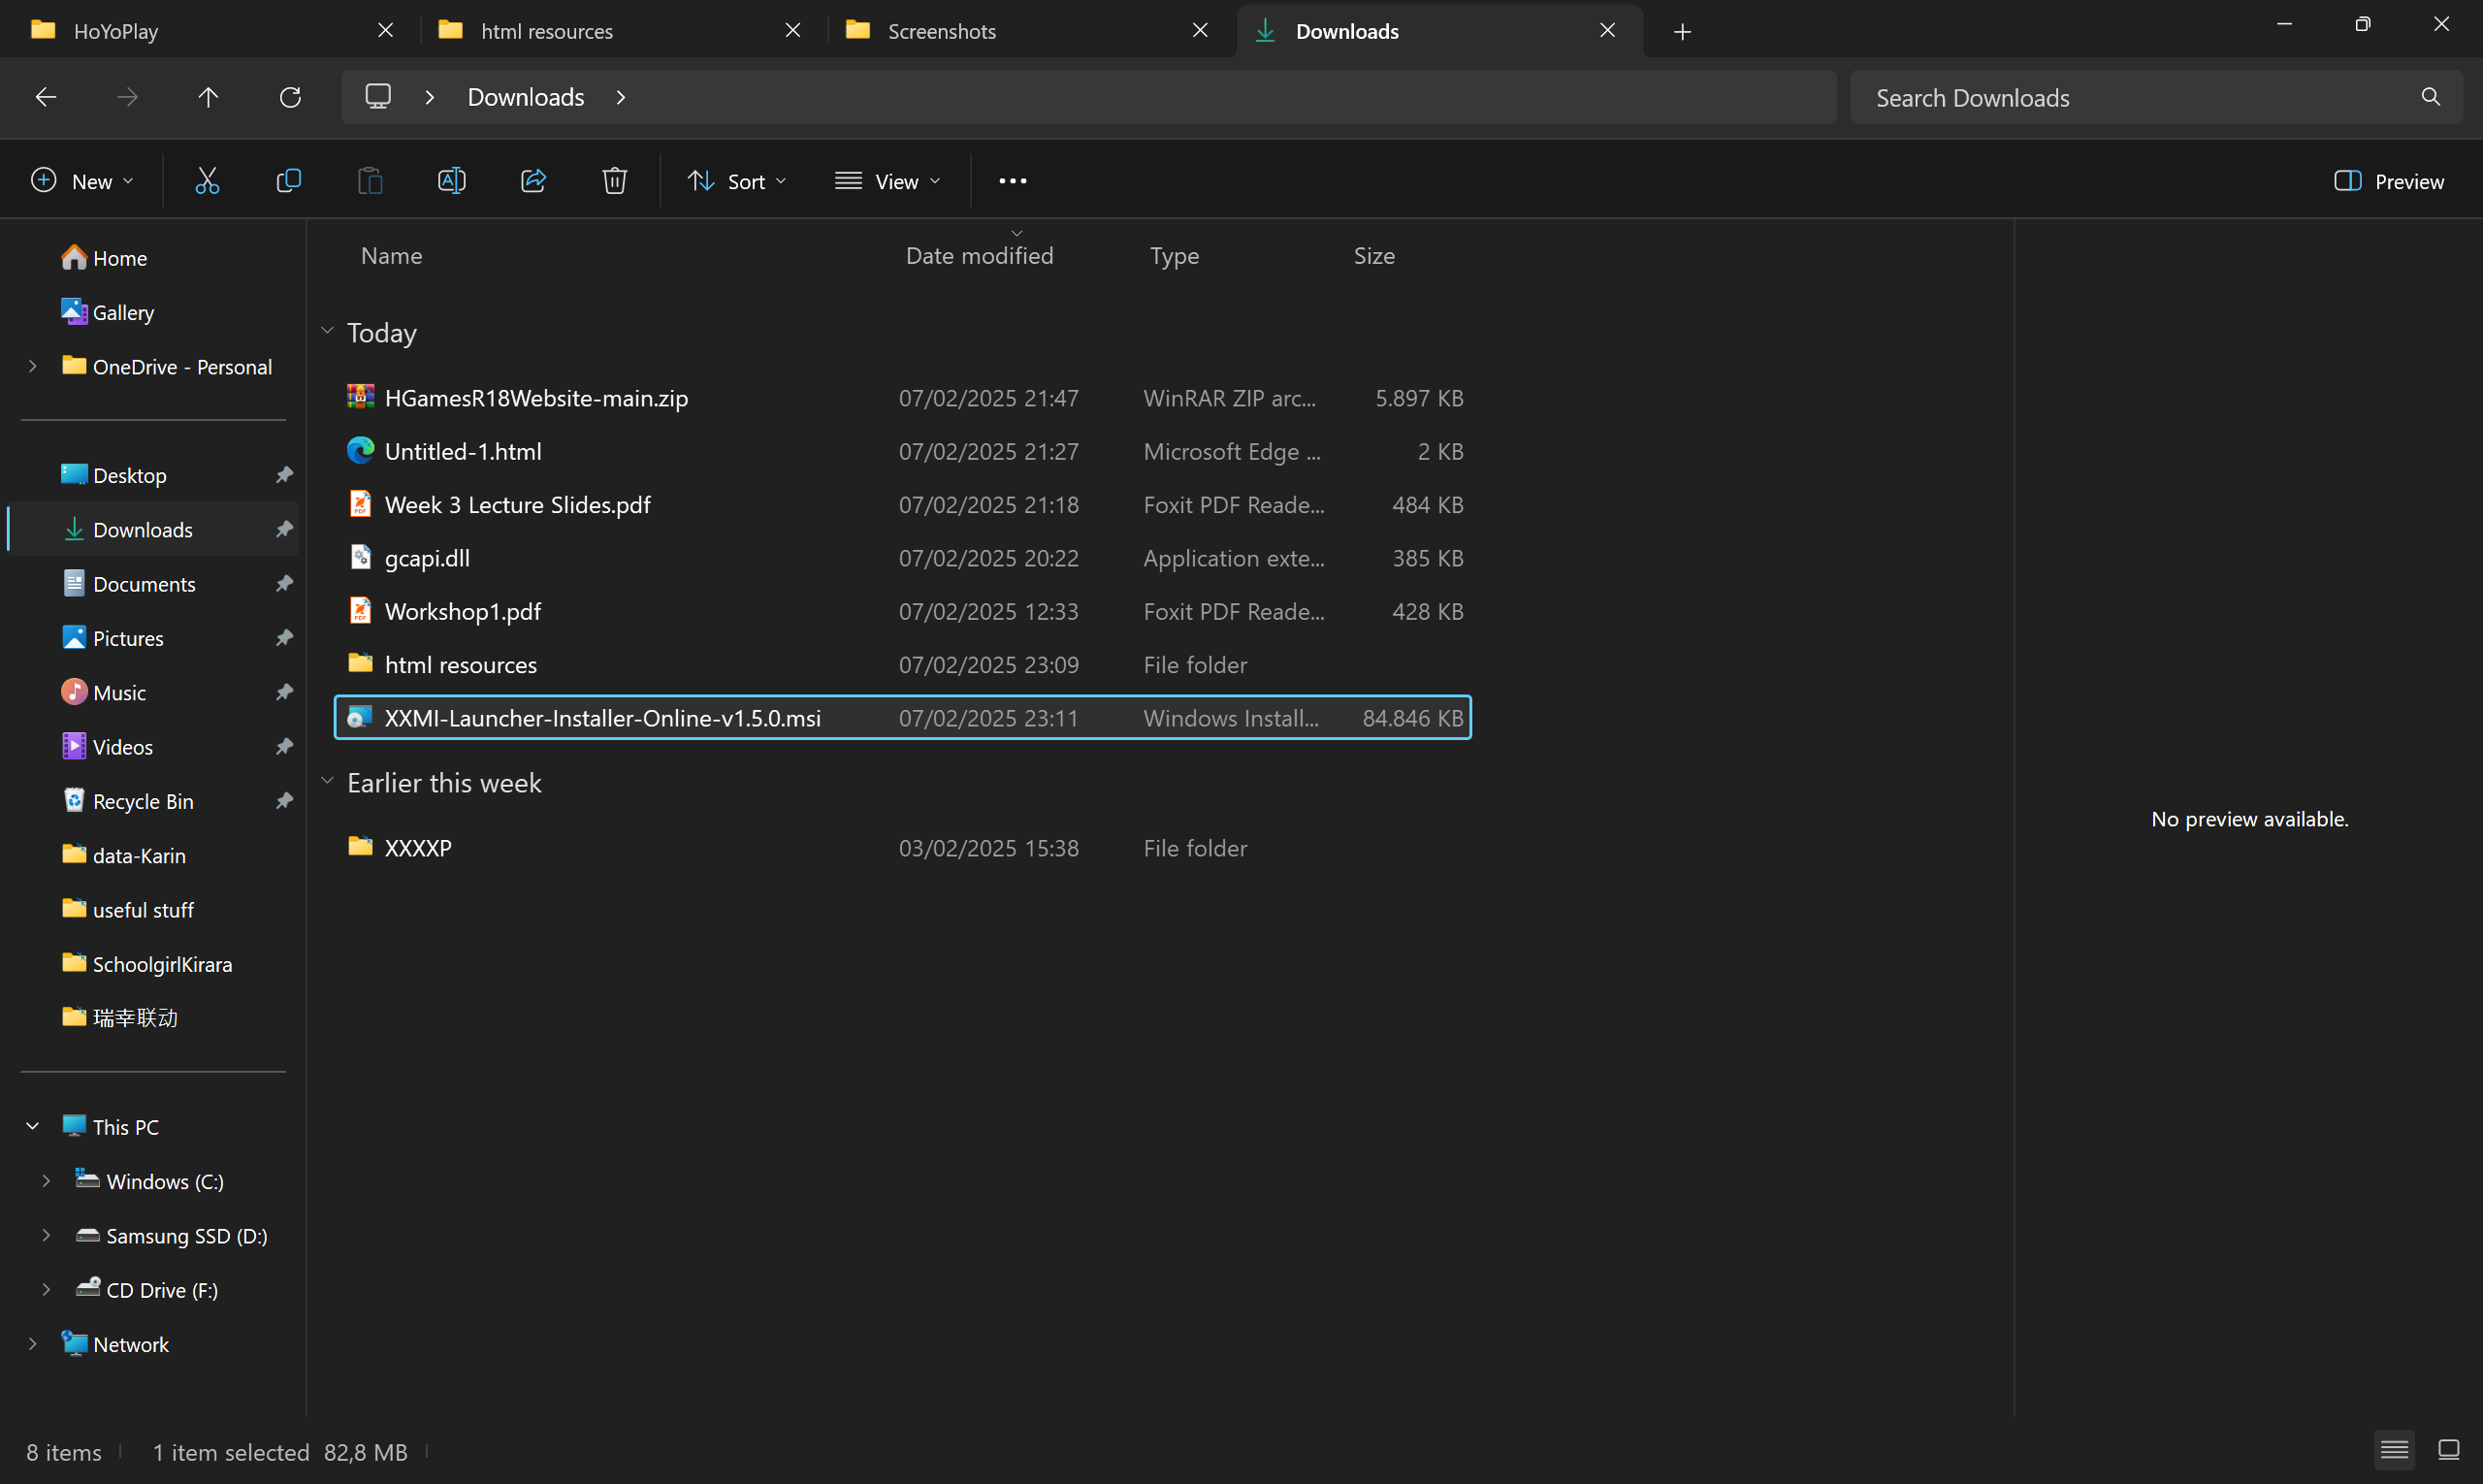 HoYoPlay
html resources
Screenshots
Downloads
Downloads
Search Downloads
New
Sort
View
Preview
Name
Date modified
Type
Size
Home
Gallery
OneDrive - Personal
Desktop
Downloads
Documents
Pictures
Music
Videos
Recycle Bin
data-Karin
useful stuff
SchoolgirlKirara
瑞幸联动
This PC
Windows (C:)
Samsung SSD (D:)
CD Drive (F:)
Network
Today
HGamesR18Website-main.zip 07/02/2025 21:47 WinRAR ZIP arc... 5.897 KB
Untitled-1.html 07/02/2025 21:27 Microsoft Edge ... 2 KB
Week 3 Lecture Slides.pdf 07/02/2025 21:18 Foxit PDF Reade... 484 KB
gcapi.dll 07/02/2025 20:22 Application exte... 385 KB
Workshop1.pdf 07/02/2025 12:33 Foxit PDF Reade... 428 KB
html resources 07/02/2025 23:09 File folder
XXMI-Launcher-Installer-Online-v1.5.0.msi 07/02/2025 23:11 Windows Install... 84.846 KB
Earlier this week
XXXXP 03/02/2025 15:38 File folder
No preview available.
8 items
1 item selected 82,8 MB